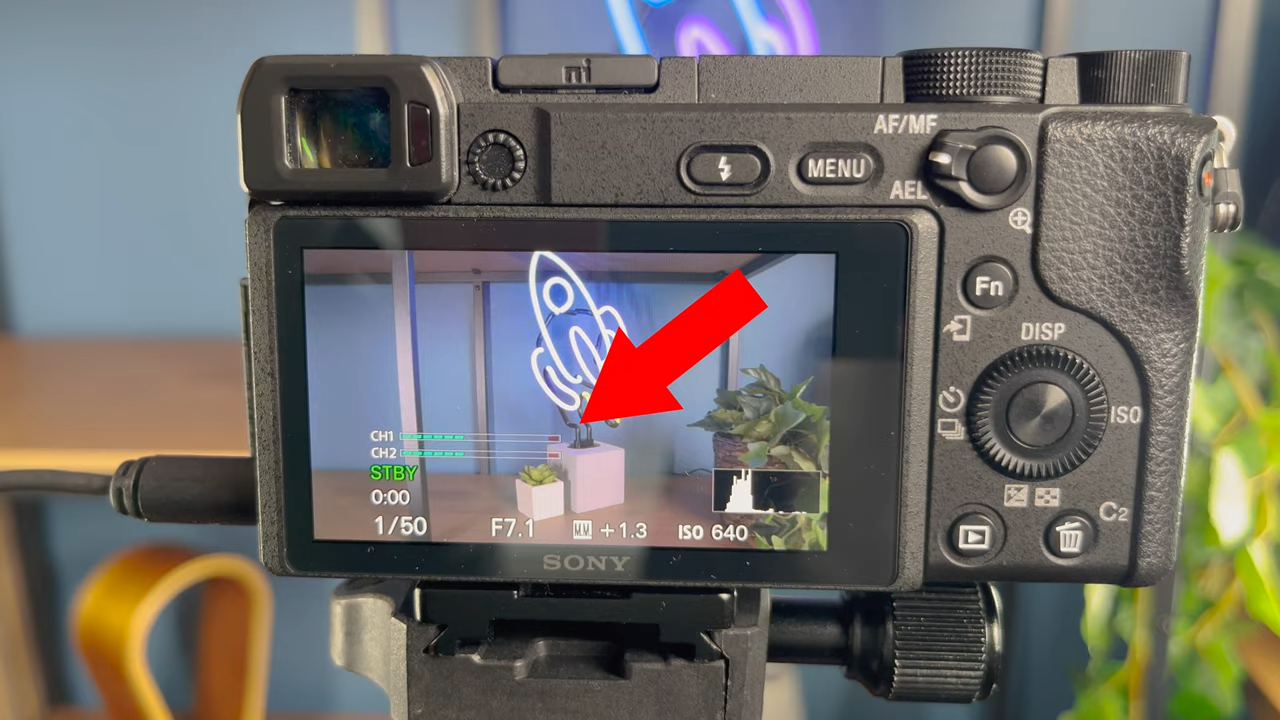 AF/MF
MENU
AEL
Fn
DISP
ISO
CH1
CH2
STBY
0:00
1/50 F7.1 MM +1.3 ISO 640
C2
SONY